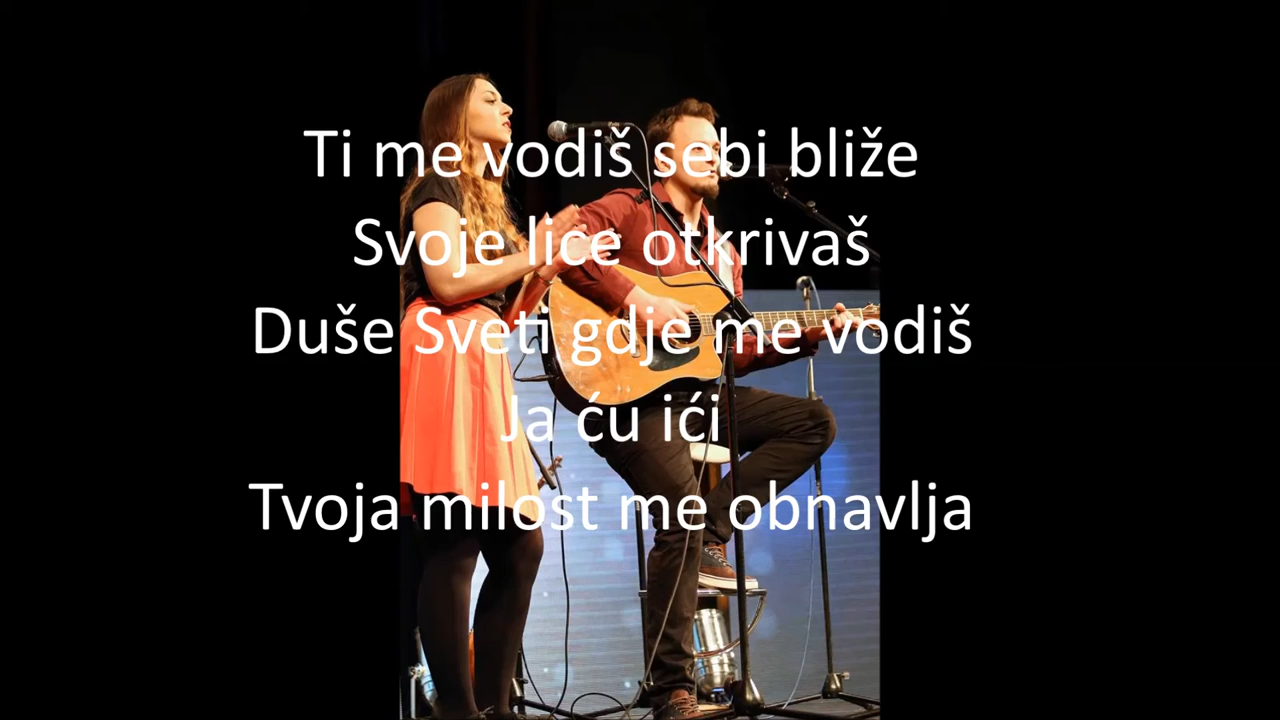 Ti me vodiš sebi bliže
Svoje lice otkrivaš
Duše Sveti gdje me vodiš
Ja ću ići
Tvoja milost me obnavlja